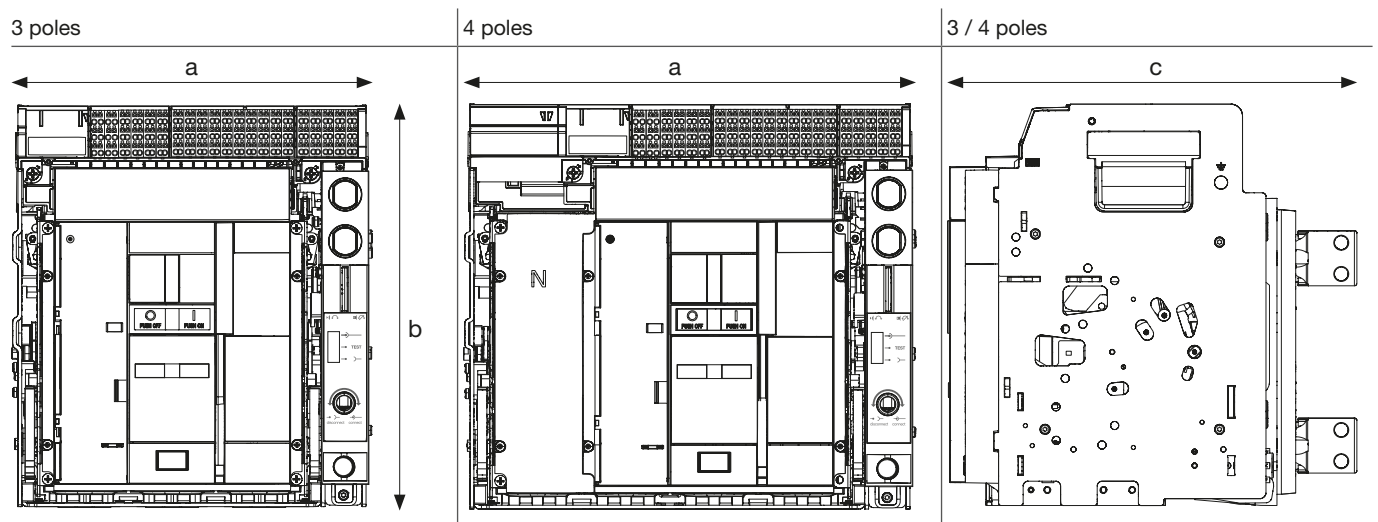 3 poles
4 poles
3 / 4 poles
a
a
c
b
PUSH OFF
PUSH ON
TEST
disconnect connect
N
PUSH OFF
PUSH ON
TEST
disconnect connect